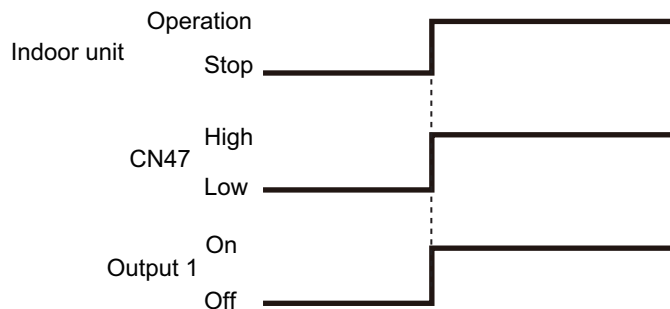 Operation
Indoor unit
Stop
High
CN47
Low
On
Output 1
Off